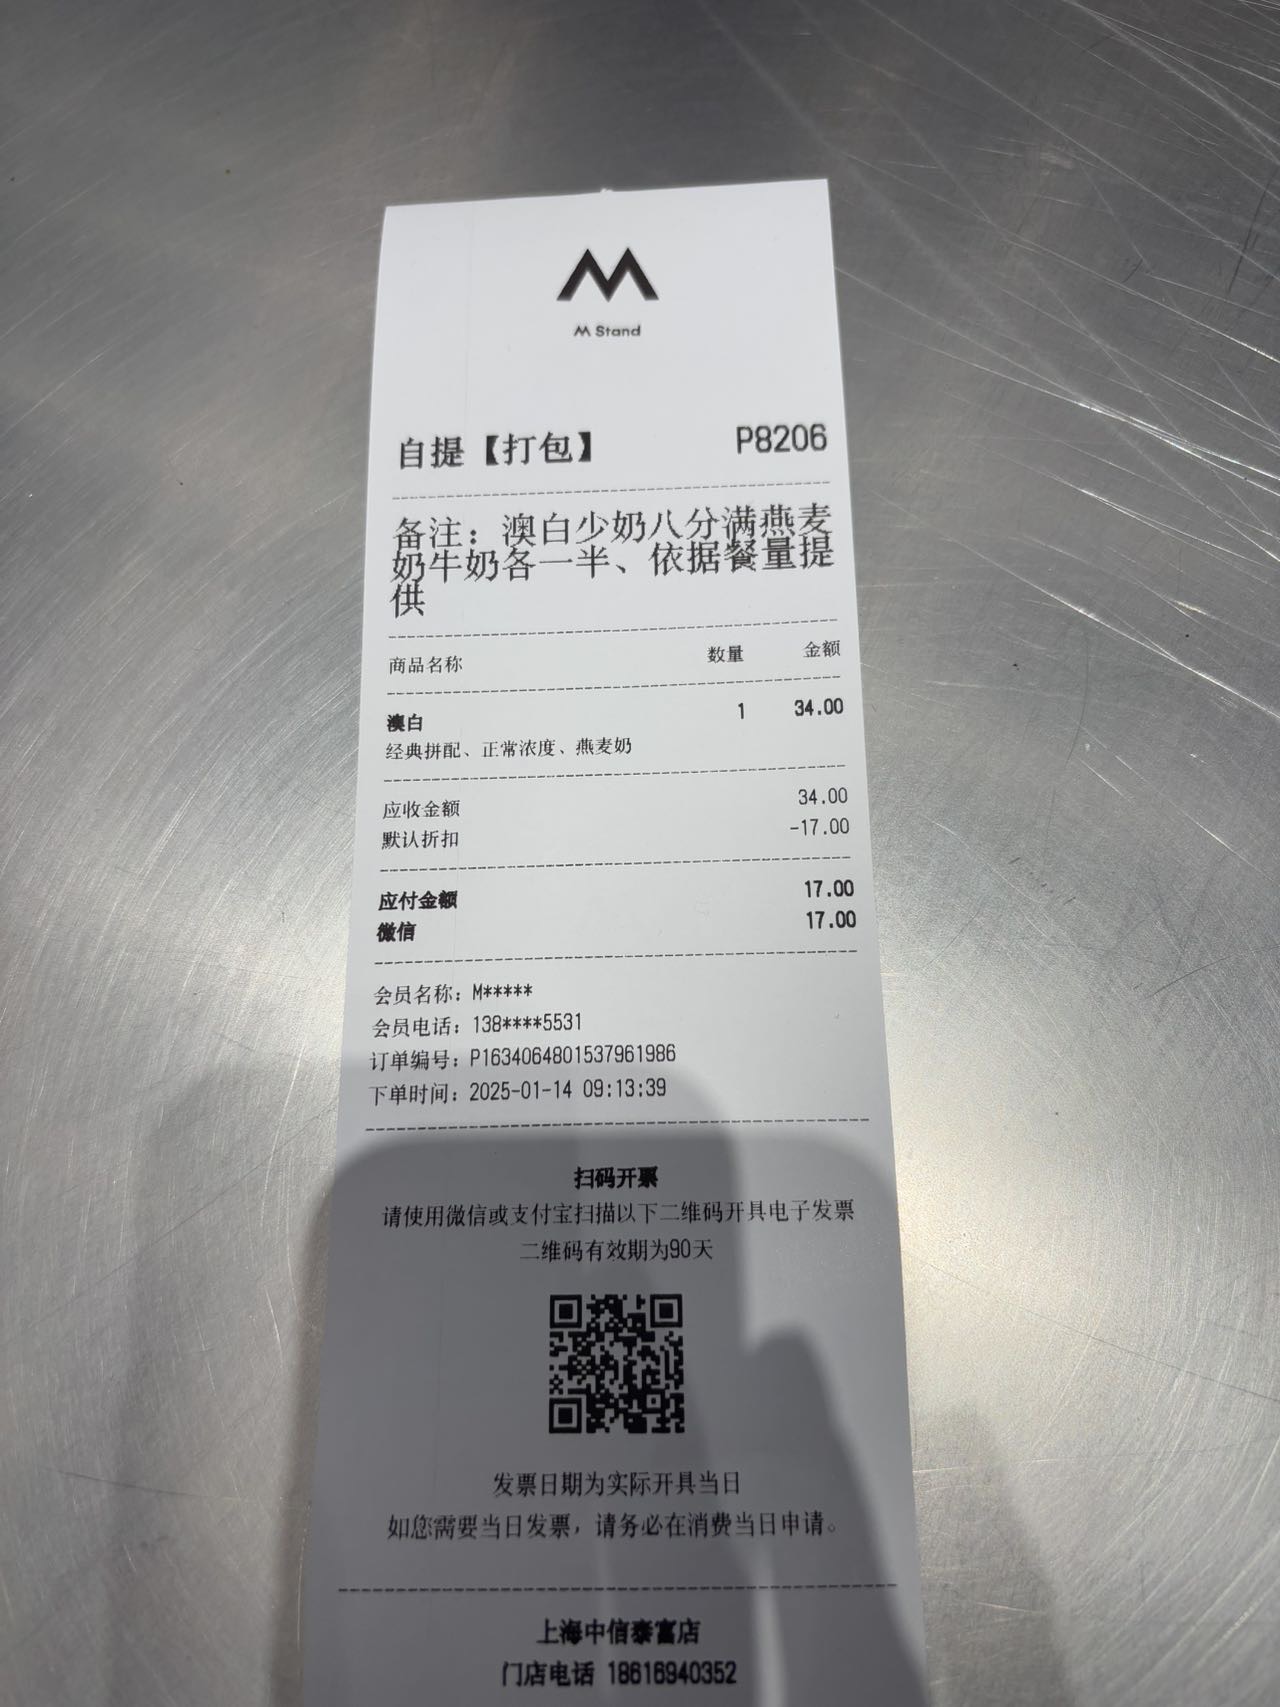 M Stand
自提【打包】 P8206
备注：澳白少奶八分满燕麦
奶牛奶各一半、依据餐量提
供
商品名称 数量 金额
澳白 1 34.00
经典拼配、正常浓度、燕麦奶
应收金额 34.00
默认折扣 -17.00
应付金额 17.00
微信 17.00
会员名称：M*****
会员电话：138****5531
订单编号：P1634064801537961986
下单时间：2025-01-14 09:13:39
扫码开票
请使用微信或支付宝扫描以下二维码开具电子发票
二维码有效期为90天
发票日期为实际开具当日
如您需要当日发票，请务必在消费当日申请。
上海中信泰富店
门店电话 18616940352